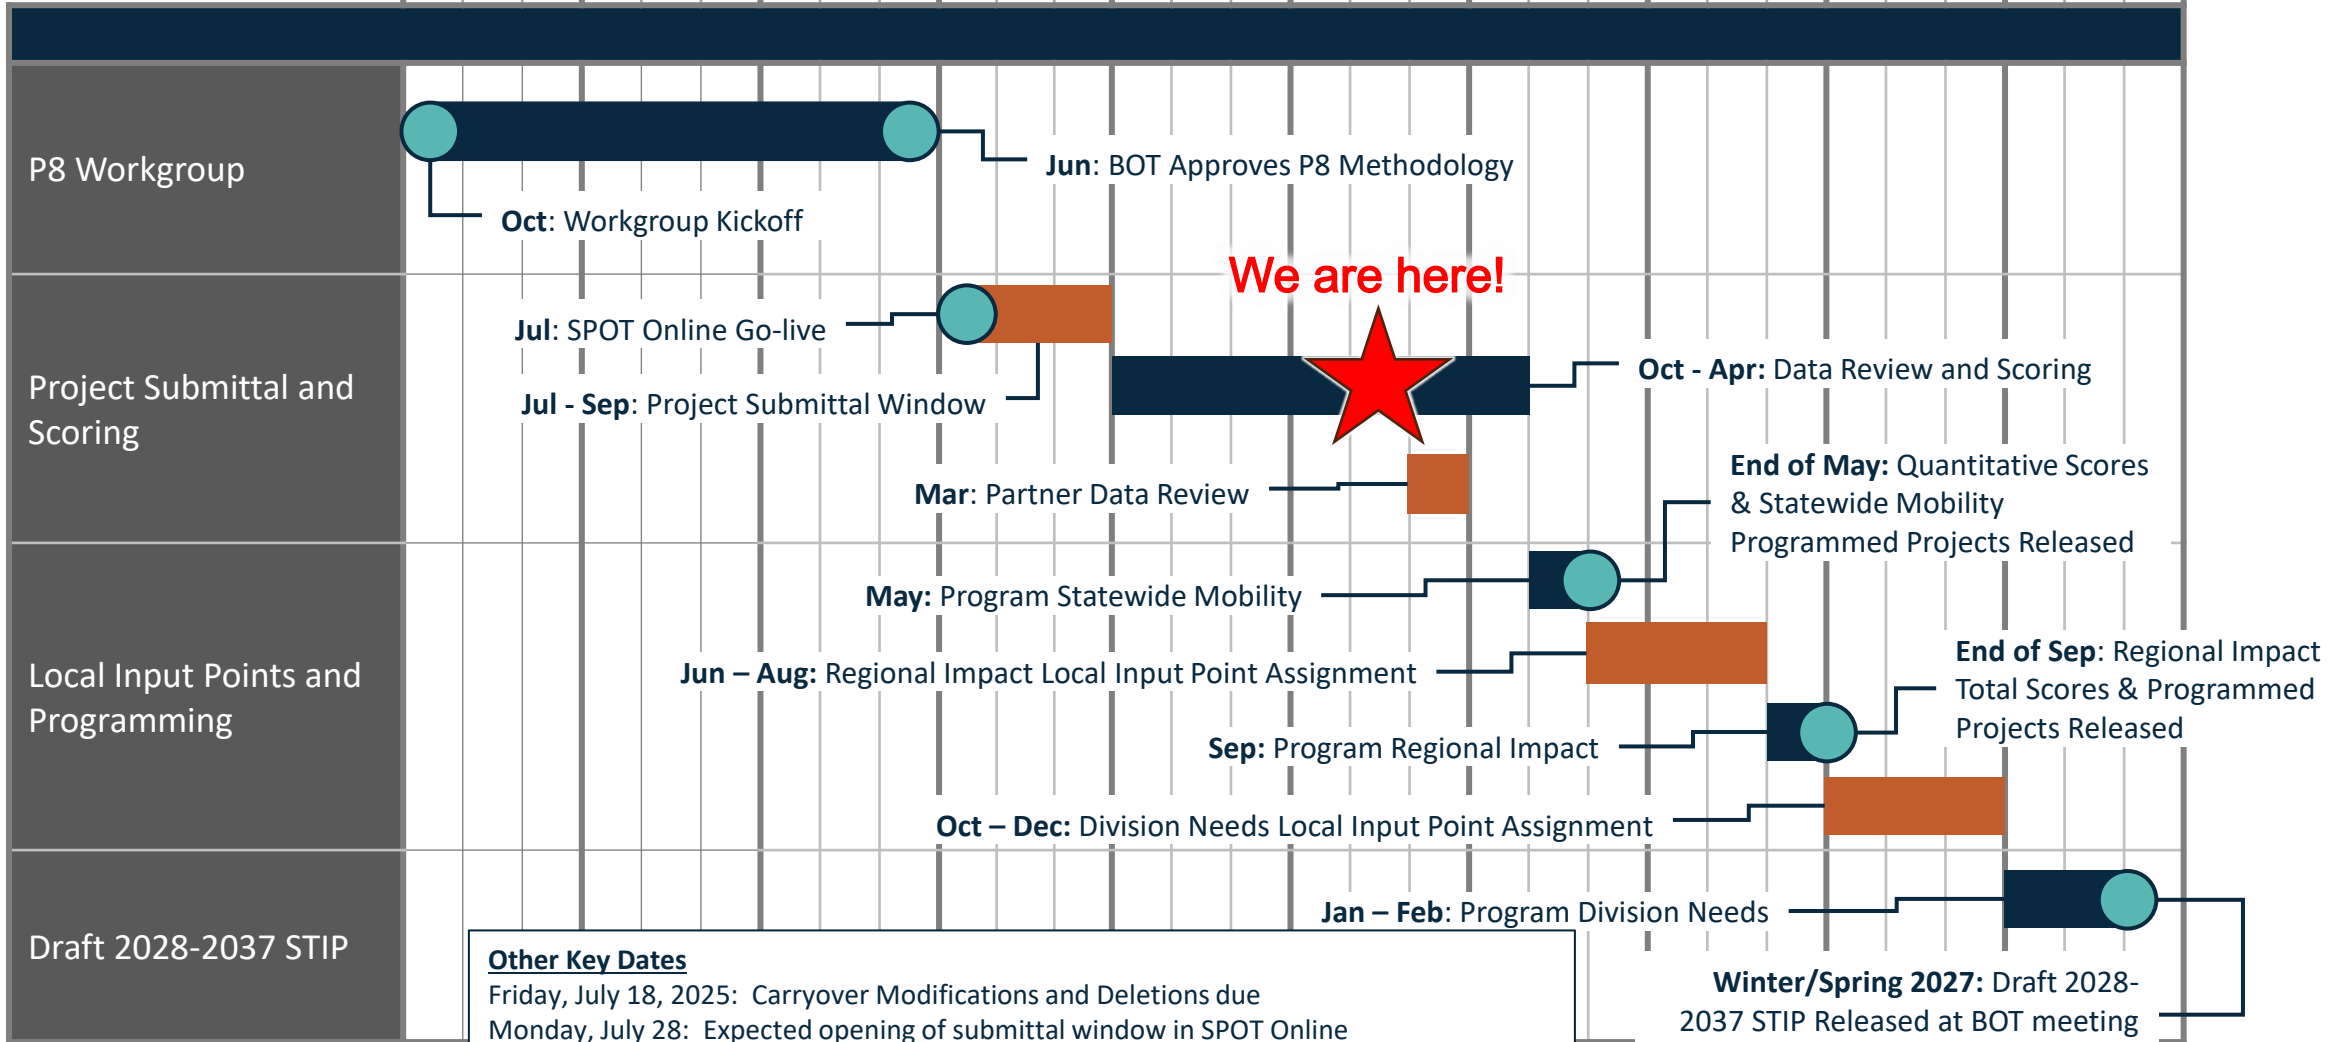 P8 Workgroup
Jun: BOT Approves P8 Methodology
Oct: Workgroup Kickoff
We are here!
Project Submittal and
Scoring
Jul: SPOT Online Go-live
Jul - Sep: Project Submittal Window
Oct - Apr: Data Review and Scoring
Mar: Partner Data Review
End of May: Quantitative Scores
& Statewide Mobility
Programmed Projects Released
Local Input Points and
Programming
May: Program Statewide Mobility
Jun – Aug: Regional Impact Local Input Point Assignment
End of Sep: Regional Impact
Total Scores & Programmed
Projects Released
Sep: Program Regional Impact
Oct – Dec: Division Needs Local Input Point Assignment
Draft 2028-2037 STIP
Jan – Feb: Program Division Needs
Winter/Spring 2027: Draft 2028-
2037 STIP Released at BOT meeting
Other Key Dates
Friday, July 18, 2025: Carryover Modifications and Deletions due
Monday, July 28: Expected opening of submittal window in SPOT Online